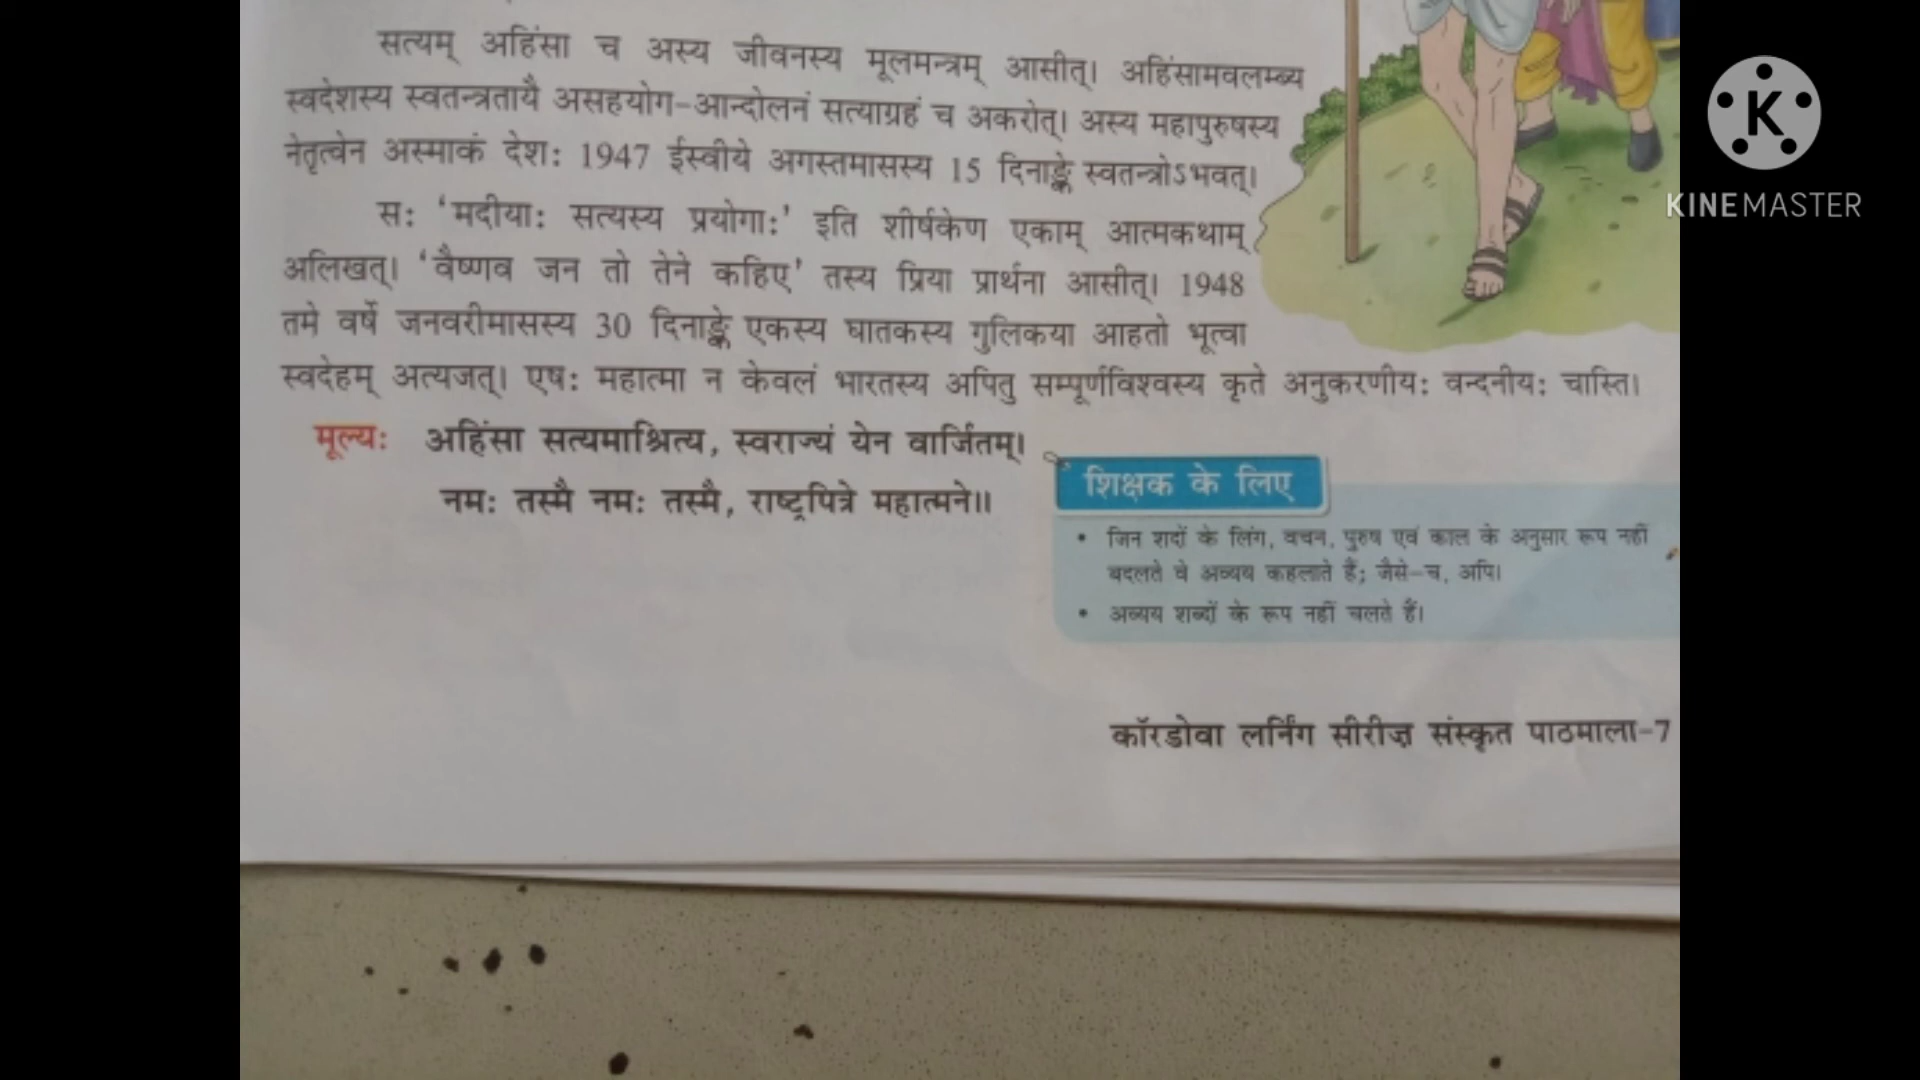 सत्यम् अहिंसा च अस्य जीवनस्य मूलमन्त्रम् आसीत्। अहिंसामवलम्ब्य
स्वदेशस्य स्वतन्त्रतायै असहयोग-आन्दोलनं सत्याग्रहं च अकरोत्। अस्य महापुरुषस्य
नेतृत्वेन अस्माकं देशः 1947 ईस्वीये अगस्तमासस्य 15 दिनाङ्के स्वतन्त्रोऽभवत्।
सः ‘मदीयाः सत्यस्य प्रयोगाः’ इति शीर्षकेण एकाम् आत्मकथाम्
अलिखत्। ‘वैष्णव जन तो तेने कहिए’ तस्य प्रिया प्रार्थना आसीत्। 1948
तमे वर्षे जनवरीमासस्य 30 दिनाङ्के एकस्य घातकस्य गुलिकया आहतो भूत्वा
स्वदेहम् अत्यजत्। एषः महात्मा न केवलं भारतस्य अपितु सम्पूर्णविश्वस्य कृते अनुकरणीयः वन्दनीयः चास्ति।
मूल्यः अहिंसा सत्यमाश्रित्य, स्वराज्यं येन वार्जितम्।
नमः तस्मै नमः तस्मै, राष्ट्रपित्रे महात्मने॥
शिक्षक के लिए
• जिन शदों के लिंग, वचन, पुरुष एवं काल के अनुसार रूप नहीं
बदलते वे अव्यय कहलाते हैं; जैसे-च, अपि।
• अव्यय शब्दों के रूप नहीं चलते हैं।
कॉरडोवा लर्निंग सीरीज़ संस्कृत पाठमाला-7
K
KINEMASTER